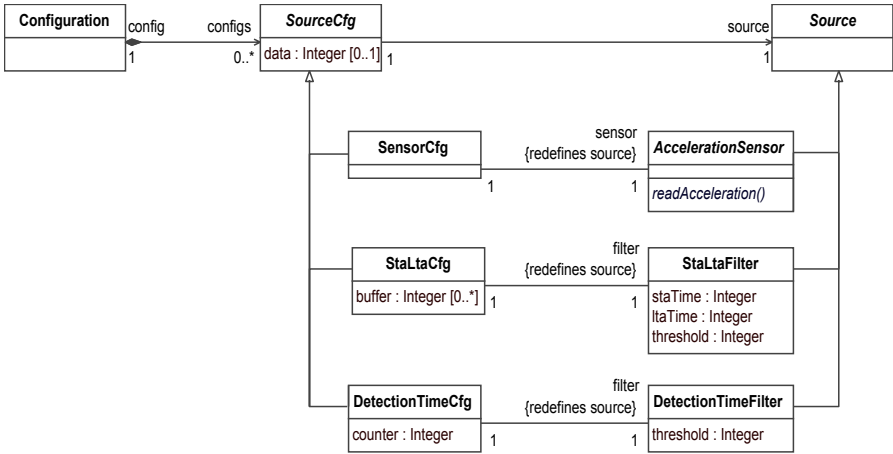 Configuration
config
1
configs
0..*
SourceCfg
data : Integer [0..1]
1
source
1
Source
SensorCfg
1
sensor
{redefines source}
1
AccelerationSensor
readAcceleration()
StaLtaCfg
buffer : Integer [0..*]
1
filter
{redefines source}
1
StaLtaFilter
staTime : Integer
ltaTime : Integer
threshold : Integer
DetectionTimeCfg
counter : Integer
1
filter
{redefines source}
1
DetectionTimeFilter
threshold : Integer